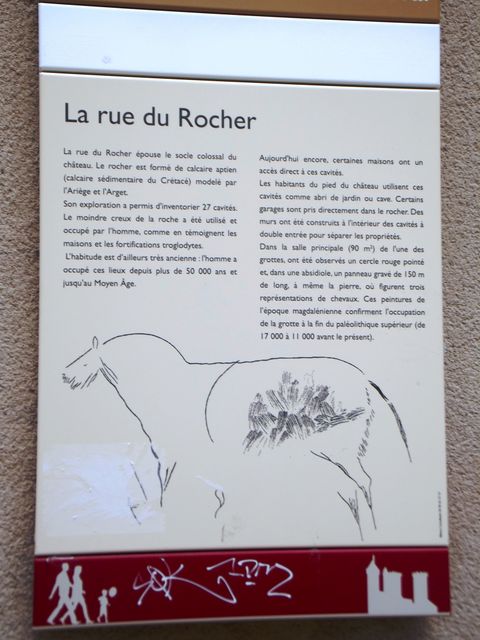 La rue du Rocher
La rue du Rocher épouse le socle colossal du
château. Le rocher est formé de calcaire aptien
(calcaire sédimentaire du Crétacé) modelé par
l'Ariège et l'Arget.
Son exploration a permis d'inventorier 27 cavités.
Le moindre creux de la roche a été utilisé et
occupé par l'homme, comme en témoignent les
maisons et les fortifications troglodytes.
L'habitude est d'ailleurs très ancienne : l'homme a
occupé ces lieux depuis plus de 50 000 ans et
jusqu'au Moyen Âge.
Aujourd'hui encore, certaines maisons ont un
accès direct à ces cavités.
Les habitants du pied du château utilisent ces
cavités comme abri de jardin ou cave. Certains
garages sont pris directement dans le rocher. Des
murs ont été construits à l'intérieur des cavités à
double entrée pour séparer les propriétés.
Dans la salle principale (90 m²) de l'une des
grottes, ont été observés un cercle rouge pointé
et, dans une absidiole, un panneau gravé de 150 m
de long, à même la pierre, où figurent trois
représentations de chevaux. Ces peintures de
l'époque magdalénienne confirment l'occupation
de la grotte à la fin du paléolithique supérieur (de
17 000 à 11 000 avant le présent).